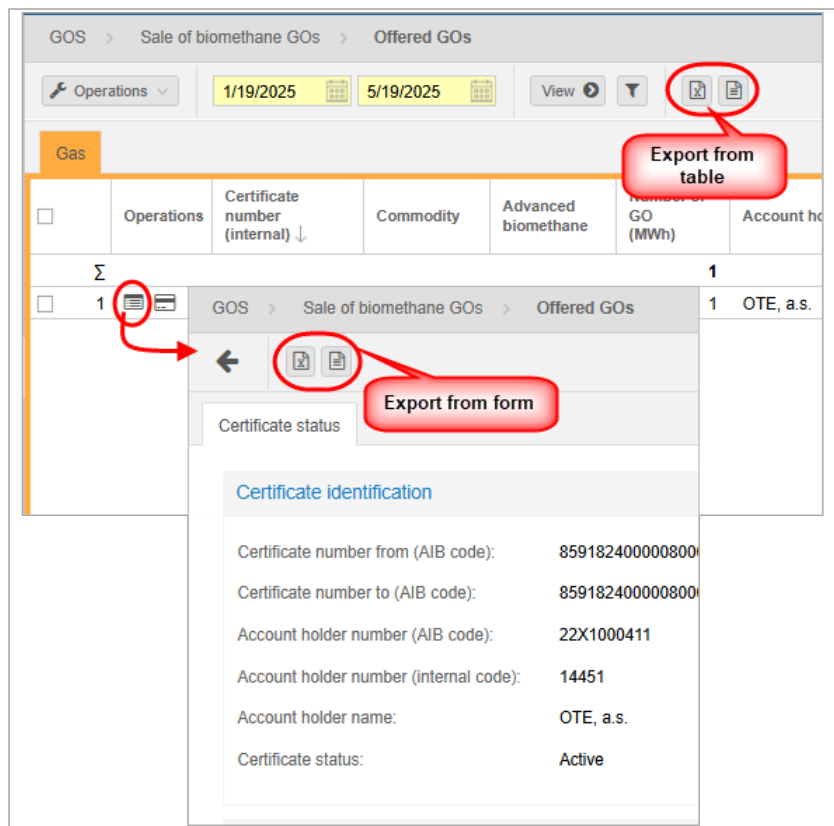 GOS > Sale of biomethane GOs > Offered GOs
Operations 1/19/2025 5/19/2025 View
Export from
table
Gas
Operations
Certificate
number
(internal) ↓
Commodity
Advanced
biomethane
GO
(MWh)
Account
Σ 1
1 1 OTE, a.s.
GOS > Sale of biomethane GOs > Offered GOs
Export from form
Certificate status
Certificate identification
Certificate number from (AIB code): 859182400000800
Certificate number to (AIB code): 859182400000800
Account holder number (AIB code): 22X1000411
Account holder number (internal code): 14451
Account holder name: OTE, a.s.
Certificate status: Active